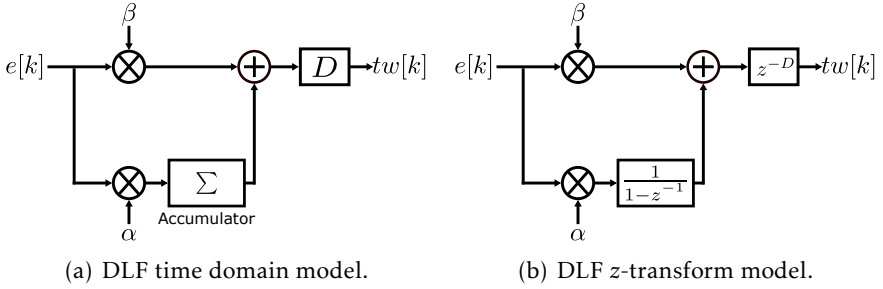 β
e[k]
D
tw[k]
Σ
Accumulator
α
(a) DLF time domain model.
β
e[k]
z^{-D}
tw[k]
1
1−z^{-1}
α
(b) DLF z-transform model.